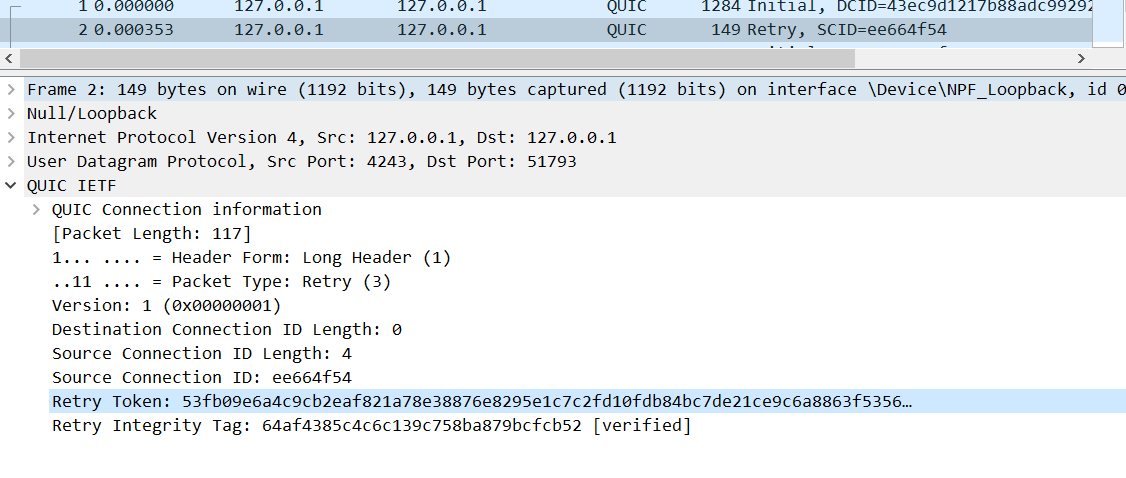 1 0.000000 127.0.0.1 127.0.0.1 QUIC 1284 Initial, DCID=43ec9d1217b88adc99292
2 0.000353 127.0.0.1 127.0.0.1 QUIC 149 Retry, SCID=ee664f54
Frame 2: 149 bytes on wire (1192 bits), 149 bytes captured (1192 bits) on interface \Device\NPF_Loopback, id 0
Null/Loopback
Internet Protocol Version 4, Src: 127.0.0.1, Dst: 127.0.0.1
User Datagram Protocol, Src Port: 4243, Dst Port: 51793
QUIC IETF
QUIC Connection information
[Packet Length: 117]
1... .... = Header Form: Long Header (1)
..11 .... = Packet Type: Retry (3)
Version: 1 (0x00000001)
Destination Connection ID Length: 0
Source Connection ID Length: 4
Source Connection ID: ee664f54
Retry Token: 53fb09e6a4c9cb2eaf821a78e38876e8295e1c7c2fd10fdb84bc7de21ce9c6a8863f5356…
Retry Integrity Tag: 64af4385c4c6c139c758ba879bcfcb52 [verified]